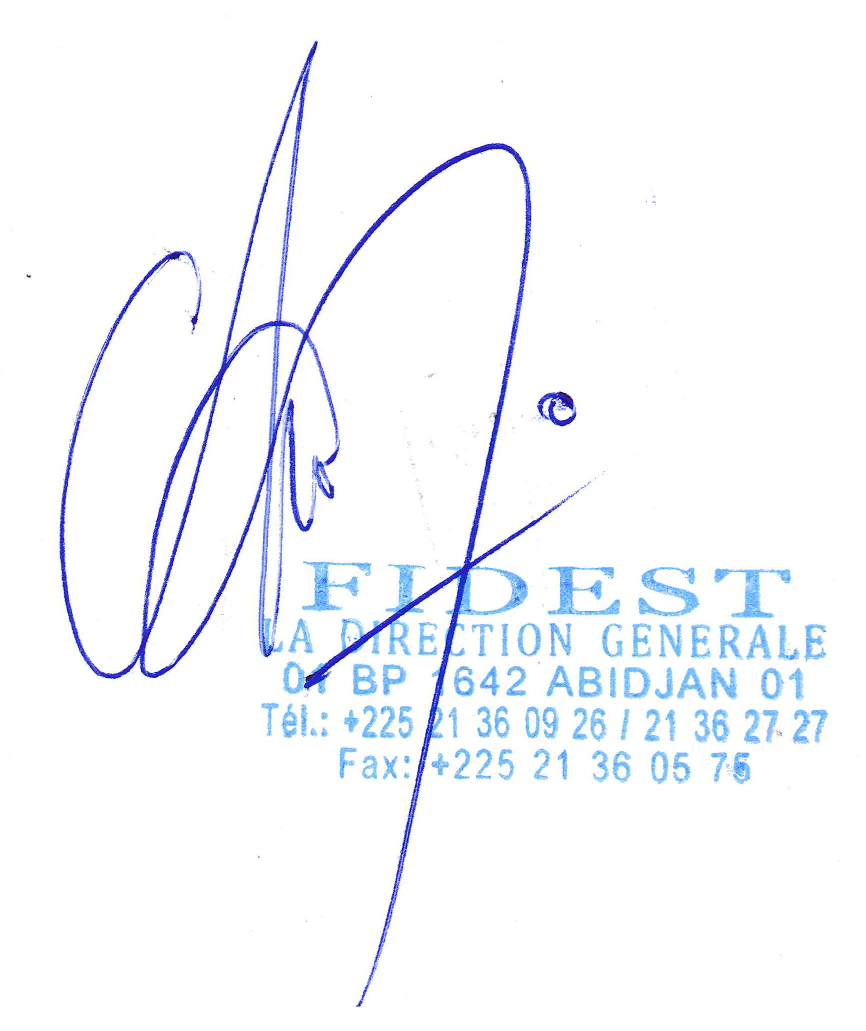 FIDEST
LA DIRECTION GENERALE
01 BP 1642 ABIDJAN 01
Tél.: +225 21 36 09 26 / 21 36 27 27
Fax: +225 21 36 05